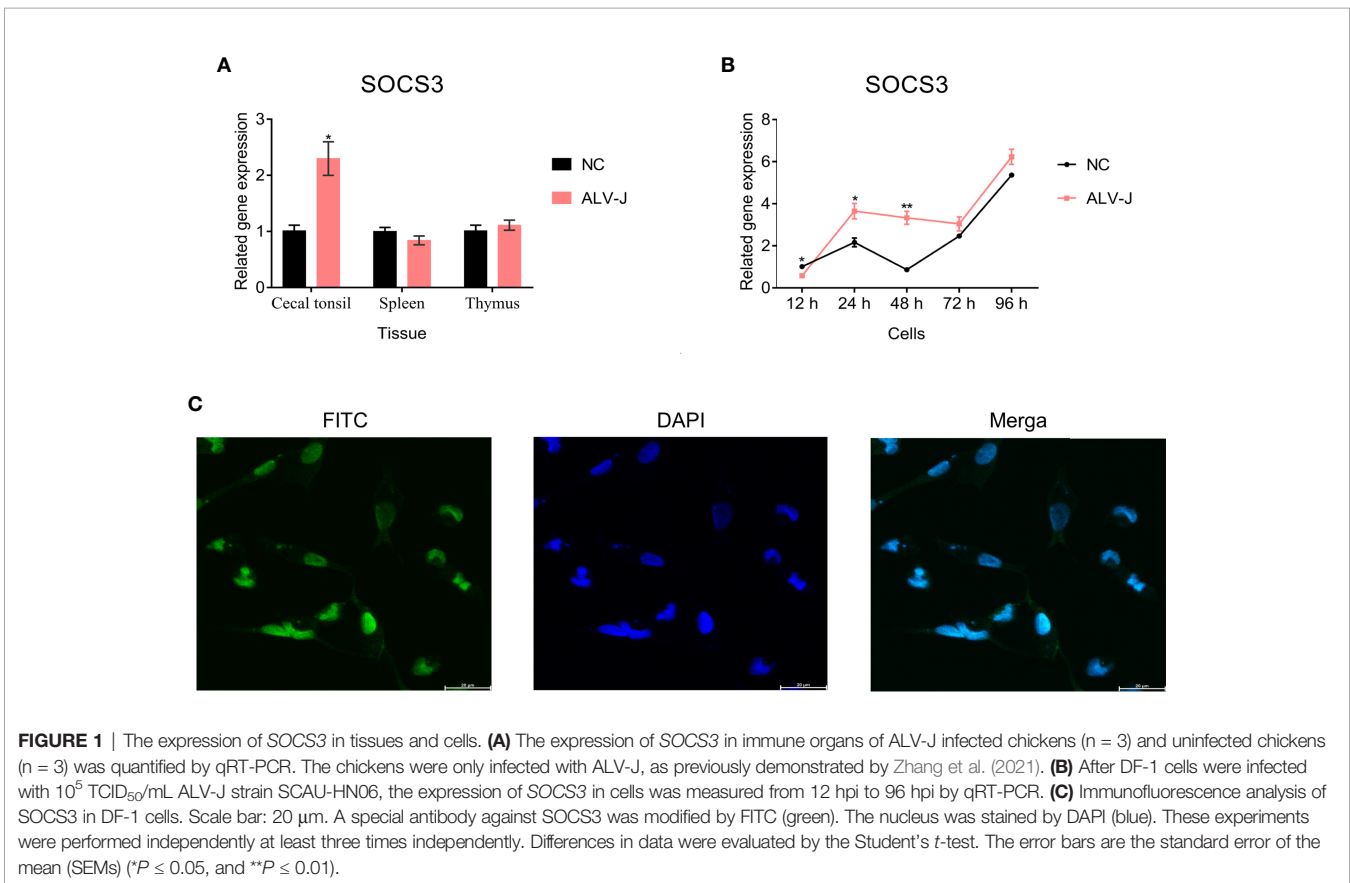 A
SOCS3
Related gene expression
3
2
1
0
*
Cecal tonsil Spleen Thymus
Tissue
NC
ALV-J
B
SOCS3
Related gene expression
8
6
4
2
0
* * **
12 h 24 h 48 h 72 h 96 h
Cells
NC
ALV-J
C
FITC DAPI Merga
20 μm 20 μm 20 μm
FIGURE 1 | The expression of SOCS3 in tissues and cells. (A) The expression of SOCS3 in immune organs of ALV-J infected chickens (n = 3) and uninfected chickens
(n = 3) was quantified by qRT-PCR. The chickens were only infected with ALV-J, as previously demonstrated by Zhang et al. (2021). (B) After DF-1 cells were infected
with 10⁵ TCID₅₀/mL ALV-J strain SCAU-HN06, the expression of SOCS3 in cells was measured from 12 hpi to 96 hpi by qRT-PCR. (C) Immunofluorescence analysis of
SOCS3 in DF-1 cells. Scale bar: 20 μm. A special antibody against SOCS3 was modified by FITC (green). The nucleus was stained by DAPI (blue). These experiments
were performed independently at least three times independently. Differences in data were evaluated by the Student's t-test. The error bars are the standard error of the
mean (SEMs) (*P ≤ 0.05, and **P ≤ 0.01).